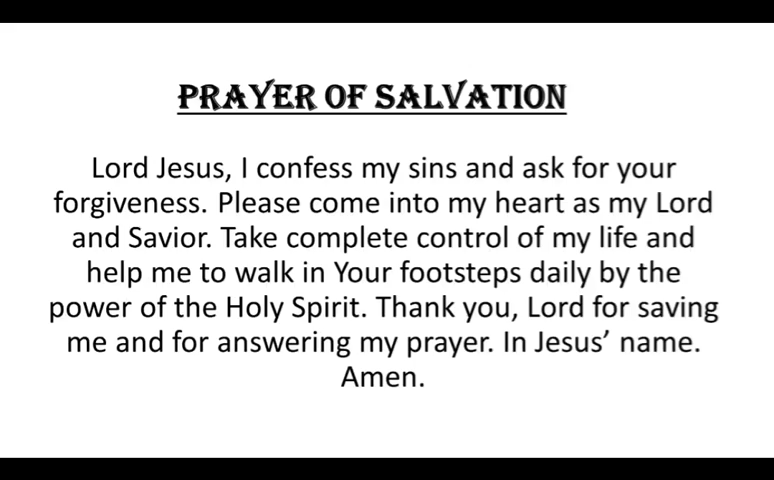 PRAYER OF SALVATION
Lord Jesus, I confess my sins and ask for your
forgiveness. Please come into my heart as my Lord
and Savior. Take complete control of my life and
help me to walk in Your footsteps daily by the
power of the Holy Spirit. Thank you, Lord for saving
me and for answering my prayer. In Jesus’ name.
Amen.